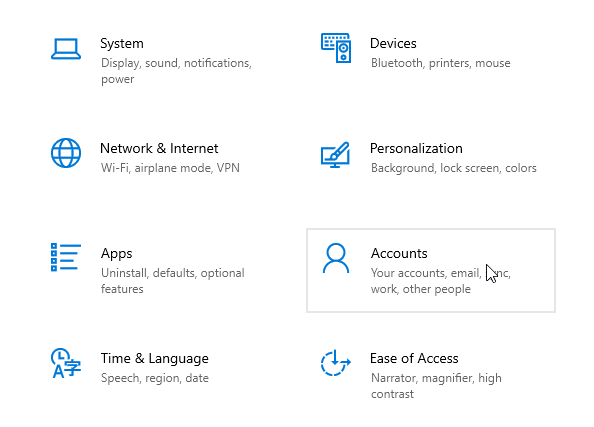 System
Display, sound, notifications,
power
Devices
Bluetooth, printers, mouse
Network & Internet
Wi-Fi, airplane mode, VPN
Personalization
Background, lock screen, colors
Apps
Uninstall, defaults, optional
features
Accounts
Your accounts, email,
work, other people
Time & Language
Speech, region, date
Ease of Access
Narrator, magnifier, high
contrast
A字